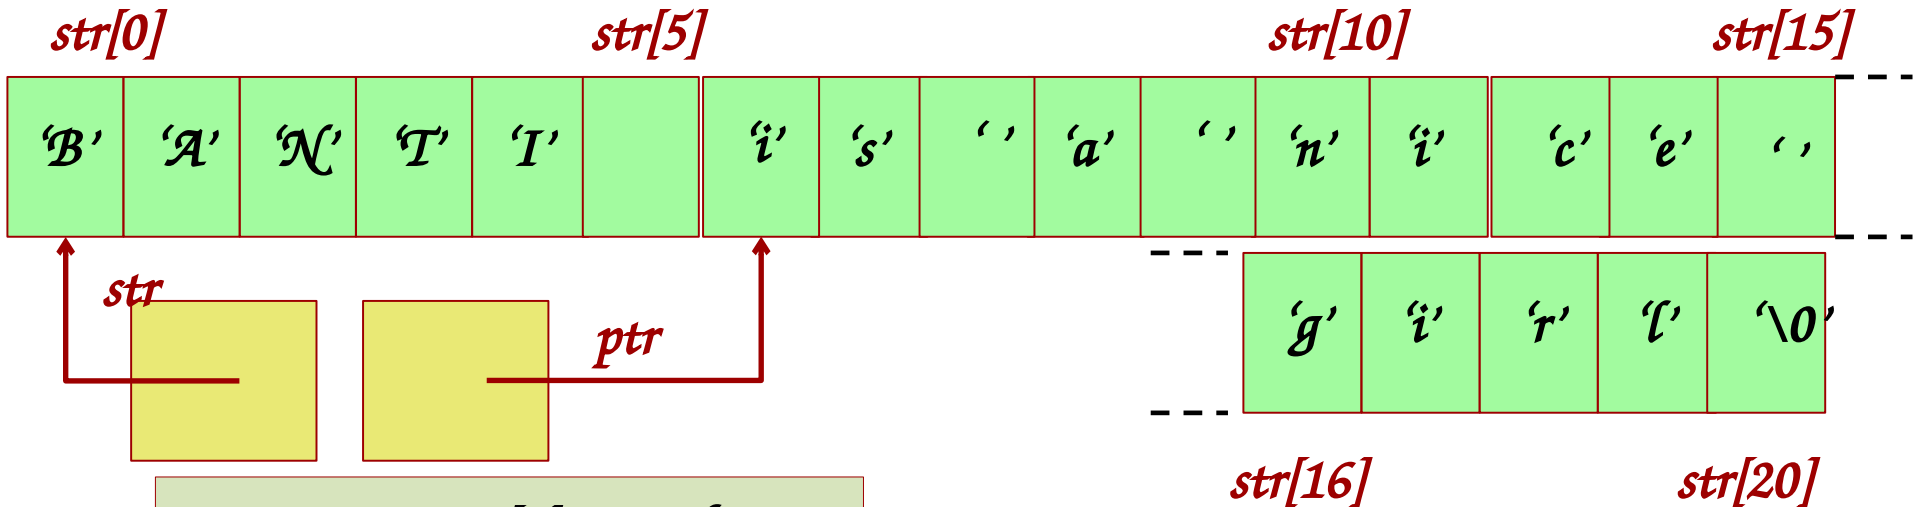 str[0] str[5] str[10] str[15]
‘B’ ‘A’ ‘N’ ‘T’ ‘I’ ‘i’ ‘s’ ‘ ’ ‘a’ ‘ ’ ‘n’ ‘i’ ‘c’ ‘e’ ‘ ’
str
ptr
‘g’ ‘i’ ‘r’ ‘l’ ‘\0’
str[16] str[20]